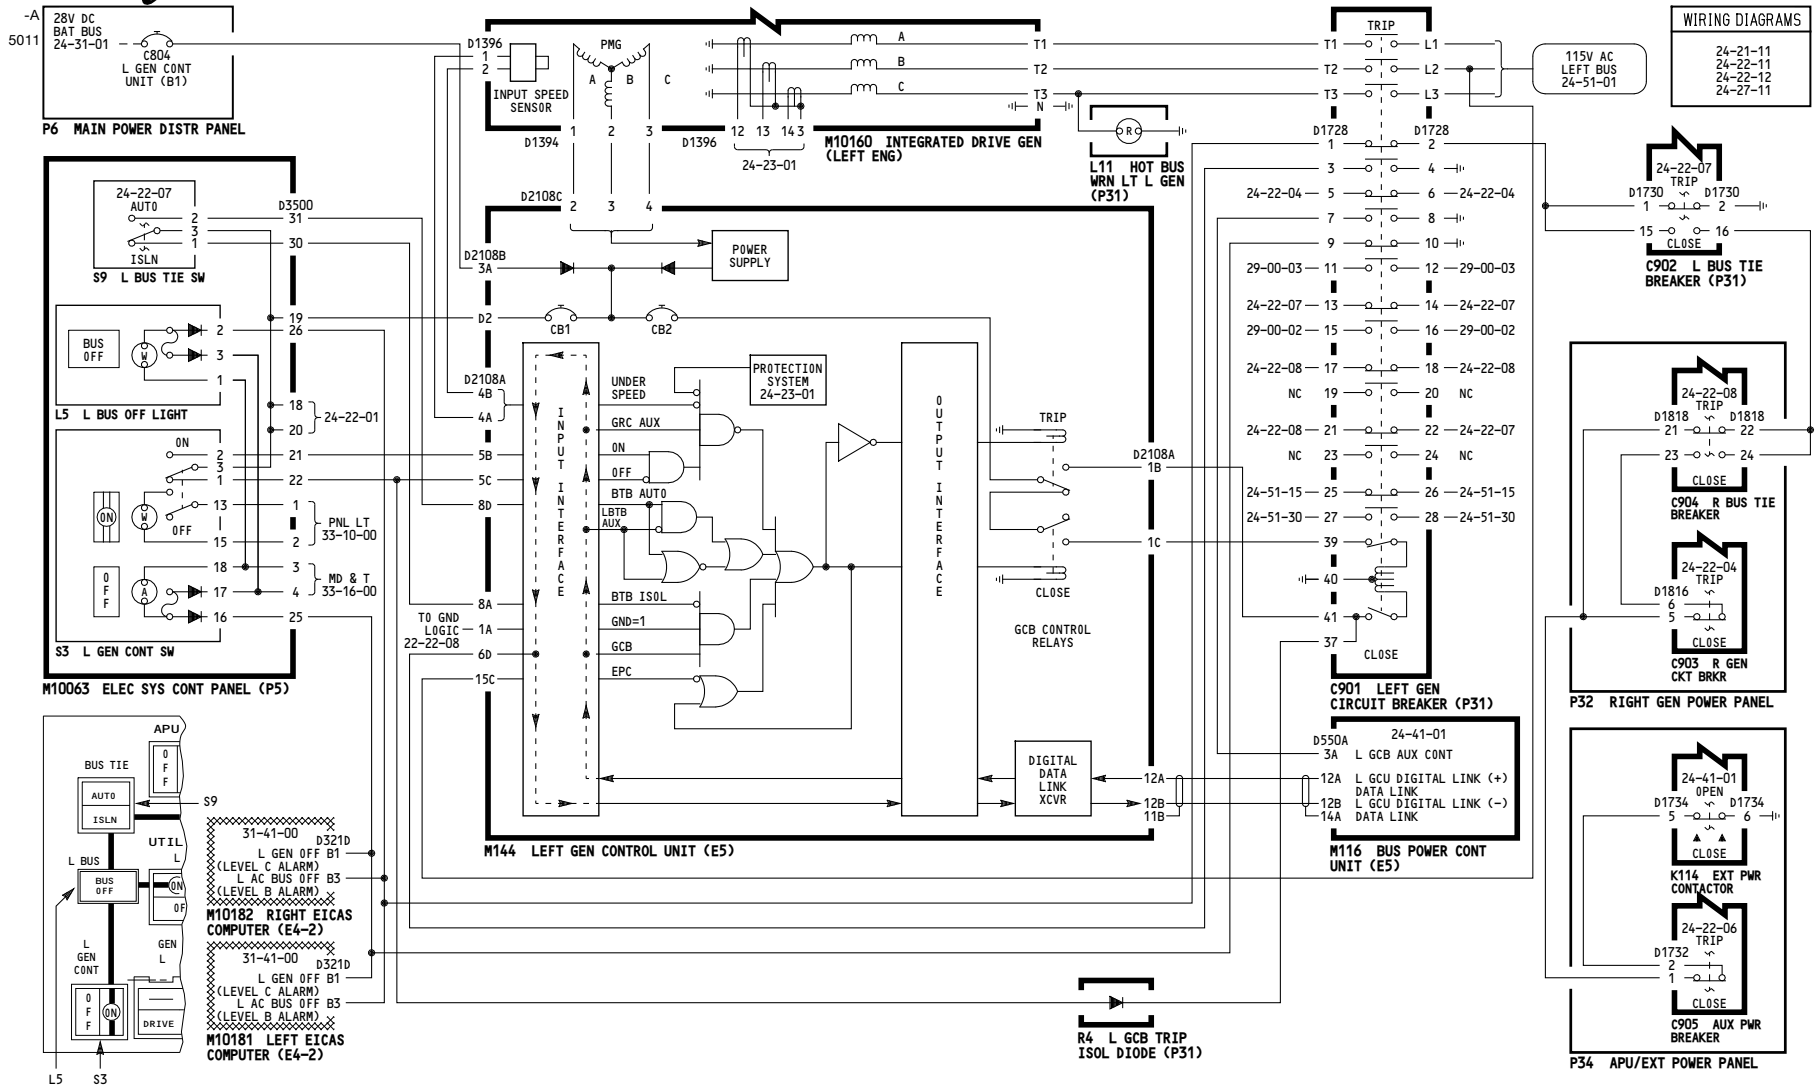 -A
5011
28V DC
BAT BUS
24-31-01
C804
L GEN CONT
UNIT (B1)
P6 MAIN POWER DISTR PANEL
24-22-07
AUTO
2
3
1
ISLN
S9 L BUS TIE SW
D3500
31
30
BUS
OFF
W
2
3
1
L5 L BUS OFF LIGHT
19
26
18
20
24-22-01
ON
2
3
1
ON
W
13
OFF
15
OFF
A
18
17
16
S3 L GEN CONT SW
21
22
1
2
PNL LT
33-10-00
3
4
MD & T
33-16-00
25
M10063 ELEC SYS CONT PANEL (P5)
APU
OFF
BUS TIE
AUTO
ISLN
S9
UTIL
L
L BUS
BUS
OFF
ON
OF
L
GEN
CONT
GEN
L
OFF
ON
DRIVE
L5
S3
31-41-00
D321D
L GEN OFF B1
(LEVEL C ALARM)
L AC BUS OFF B3
(LEVEL B ALARM)
M10182 RIGHT EICAS
COMPUTER (E4-2)
31-41-00
D321D
L GEN OFF B1
(LEVEL C ALARM)
L AC BUS OFF B3
(LEVEL B ALARM)
M10181 LEFT EICAS
COMPUTER (E4-2)
D1396
1
2
INPUT SPEED
SENSOR
PMG
A
B
C
A
B
C
T1
T2
T3
N
D1394
1
2
3
D1396
12
13
14
3
24-23-01
M10160 INTEGRATED DRIVE GEN
(LEFT ENG)
R
L11 HOT BUS
WRN LT L GEN
(P31)
D2108C
2
3
4
D2108B
3A
POWER
SUPPLY
D2
CB1
CB2
D2108A
4B
4A
5B
5C
8D
8A
TO GND
LOGIC
22-22-08
1A
6D
15C
INPUT INTERFACE
UNDER
SPEED
GRC AUX
ON
OFF
BTB AUTO
LBTB
AUX
BTB ISOL
GND=1
GCB
EPC
PROTECTION
SYSTEM
24-23-01
OUTPUT INTERFACE
TRIP
CLOSE
GCB CONTROL
RELAYS
D2108A
1B
1C
DIGITAL
DATA
LINK
XCVR
12A
12B
11B
M144 LEFT GEN CONTROL UNIT (E5)
R4 L GCB TRIP
ISOL DIODE (P31)
TRIP
T1
L1
T2
L2
T3
L3
D1728
D1728
1
2
3
4
24-22-04
5
6
24-22-04
7
8
9
10
29-00-03
11
12
29-00-03
24-22-07
13
14
24-22-07
29-00-02
15
16
29-00-02
24-22-08
17
18
24-22-08
NC
19
20
NC
24-22-08
21
22
24-22-07
NC
23
24
NC
24-51-15
25
26
24-51-15
24-51-30
27
28
24-51-30
39
40
41
37
CLOSE
C901 LEFT GEN
CIRCUIT BREAKER (P31)
D550A
24-41-01
3A L GCB AUX CONT
12A L GCU DIGITAL LINK (+)
DATA LINK
12B L GCU DIGITAL LINK (-)
14A DATA LINK
M116 BUS POWER CONT
UNIT (E5)
115V AC
LEFT BUS
24-51-01
WIRING DIAGRAMS
24-21-11
24-22-11
24-22-12
24-27-11
24-22-07
TRIP
D1730
D1730
1
2
15
16
CLOSE
C902 L BUS TIE
BREAKER (P31)
24-22-08
TRIP
D1818
D1818
21
22
23
24
CLOSE
C904 R BUS TIE
BREAKER
24-22-04
TRIP
D1816
6
5
CLOSE
C903 R GEN
CKT BRKR
P32 RIGHT GEN POWER PANEL
24-41-01
OPEN
D1734
D1734
5
6
CLOSE
K114 EXT PWR
CONTACTOR
24-22-06
TRIP
D1732
2
1
CLOSE
C905 AUX PWR
BREAKER
P34 APU/EXT POWER PANEL